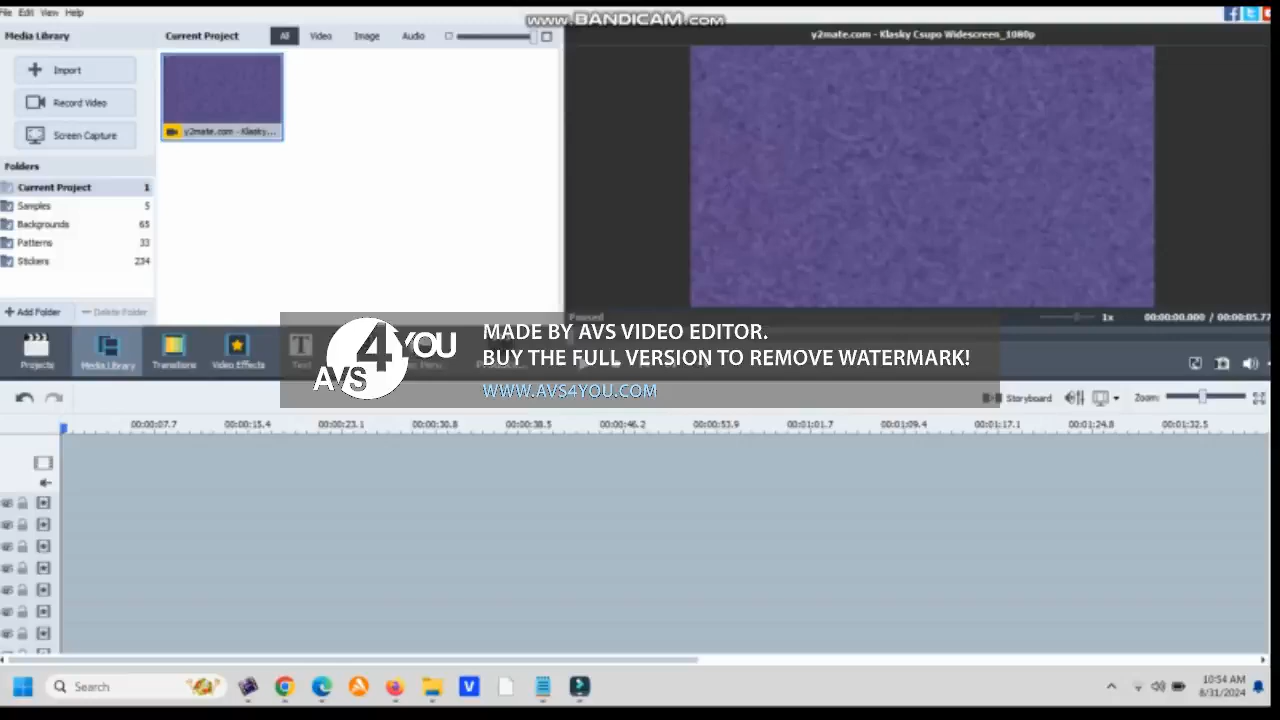 File Edit View Help
www.BANDICAM.com
Media Library
Current Project
All
Video
Image
Audio
y2mate.com - Klasky Csupo Widescreen_1080p
Import
Record Video
Screen Capture
y2mate.com - Klasky...
Folders
Current Project 1
Samples 5
Backgrounds 65
Patterns 33
Stickers 234
Add Folder
Delete Folder
Paused
1x
00:00:00.000 / 00:00:05.77
Projects
Media Library
Transitions
Video Effects
Text
AVS4YOU
MADE BY AVS VIDEO EDITOR.
BUY THE FULL VERSION TO REMOVE WATERMARK!
WWW.AVS4YOU.COM
Storyboard
Zoom:
00:00:07.7 00:00:15.4 00:00:23.1 00:00:30.8 00:00:38.5 00:00:46.2 00:00:53.9 00:01:01.7 00:01:09.4 00:01:17.1 00:01:24.8 00:01:32.5
Search
10:54 AM
8/31/2024